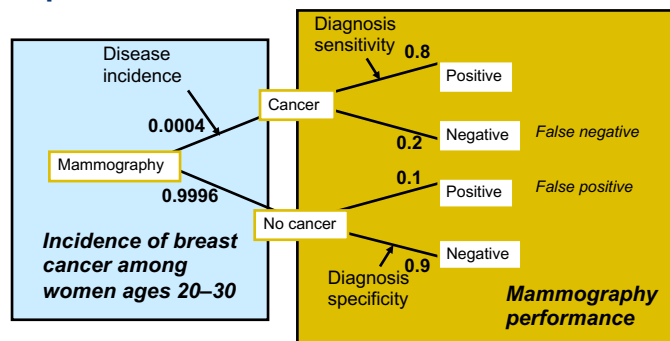 Disease
incidence
0.0004
Mammography
0.9996
Incidence of breast
cancer among
women ages 20–30
Diagnosis
sensitivity
0.8
Positive
Cancer
Negative
False negative
0.2
0.1
Positive
False positive
No cancer
Negative
0.9
Diagnosis
specificity
Mammography
performance